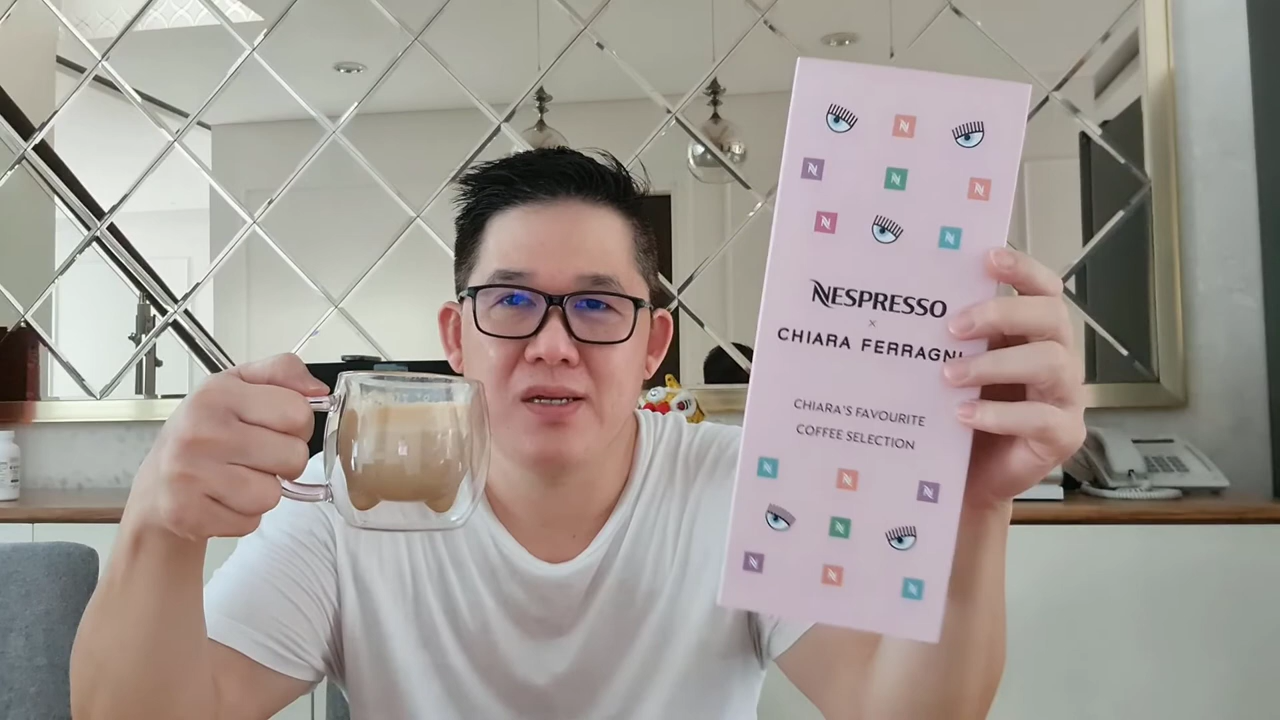 NESPRESSO
×
CHIARA FERRAGNI
CHIARA'S FAVOURITE
COFFEE SELECTION